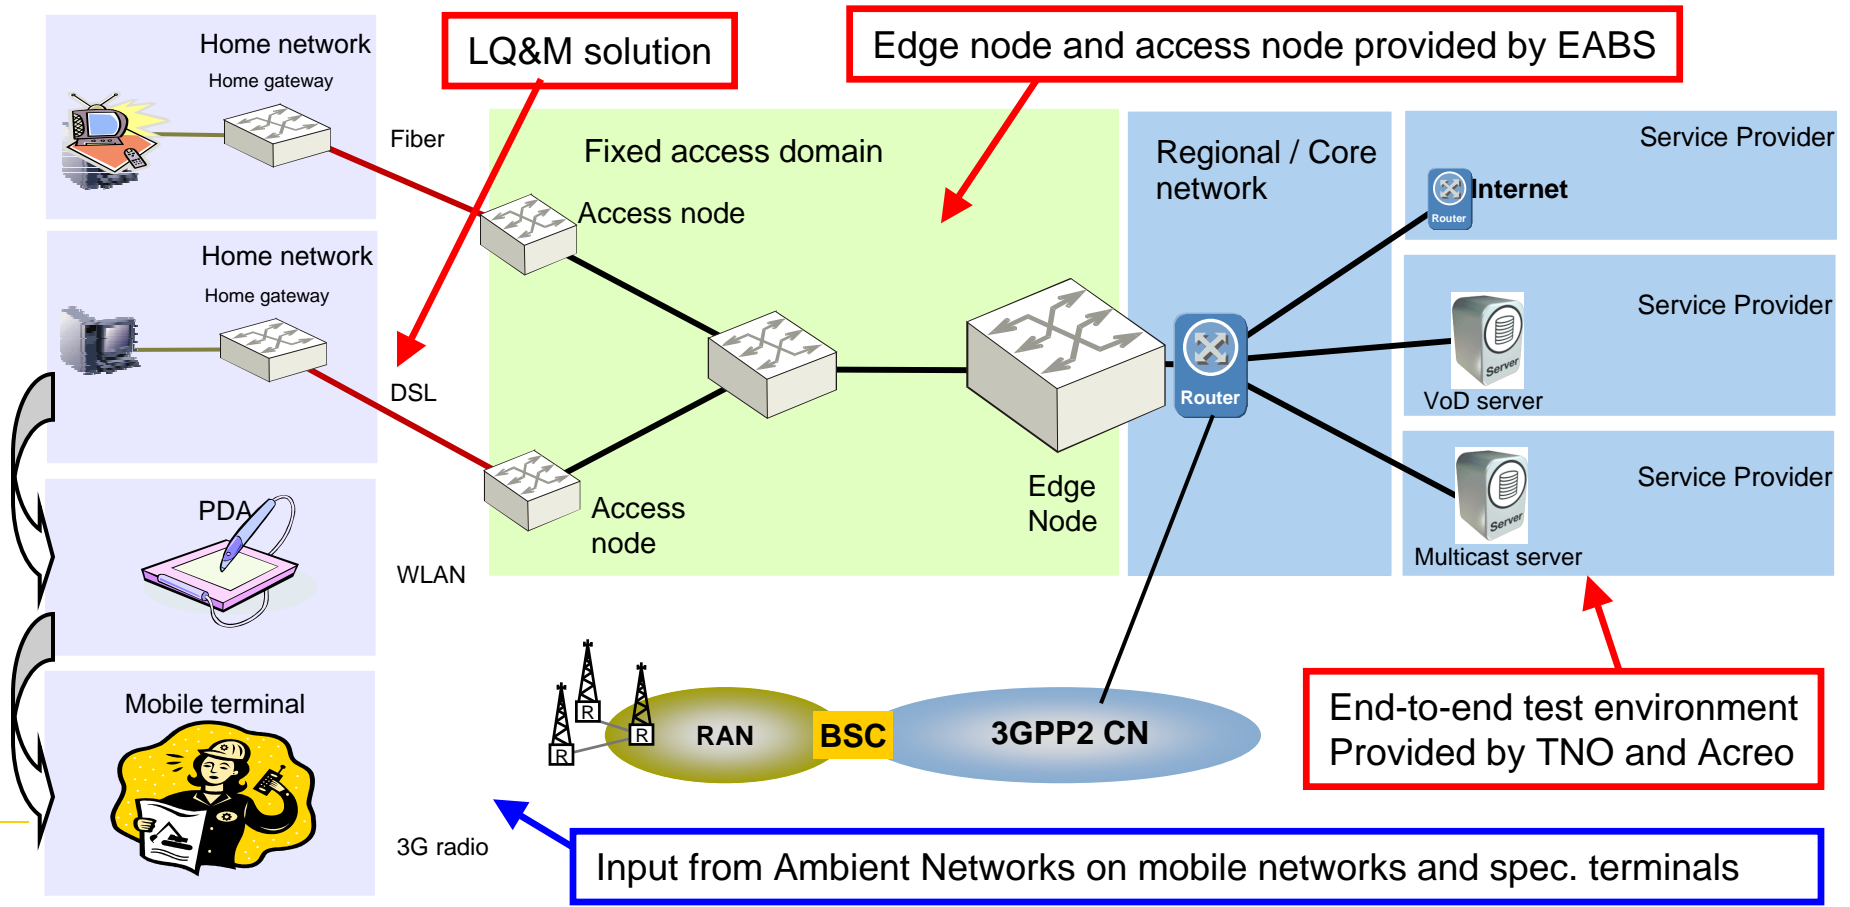 Home network
Home gateway
LQ&M solution
Edge node and access node provided by EABS
Fiber
Fixed access domain
Access node
Regional / Core
network
Service Provider
Internet
Router
Home network
Home gateway
DSL
Service Provider
Server
VoD server
Router
Edge
Node
Access
node
Service Provider
Server
Multicast server
PDA
WLAN
Mobile terminal
R
R
R
RAN
BSC
3GPP2 CN
End-to-end test environment
Provided by TNO and Acreo
3G radio
Input from Ambient Networks on mobile networks and spec. terminals